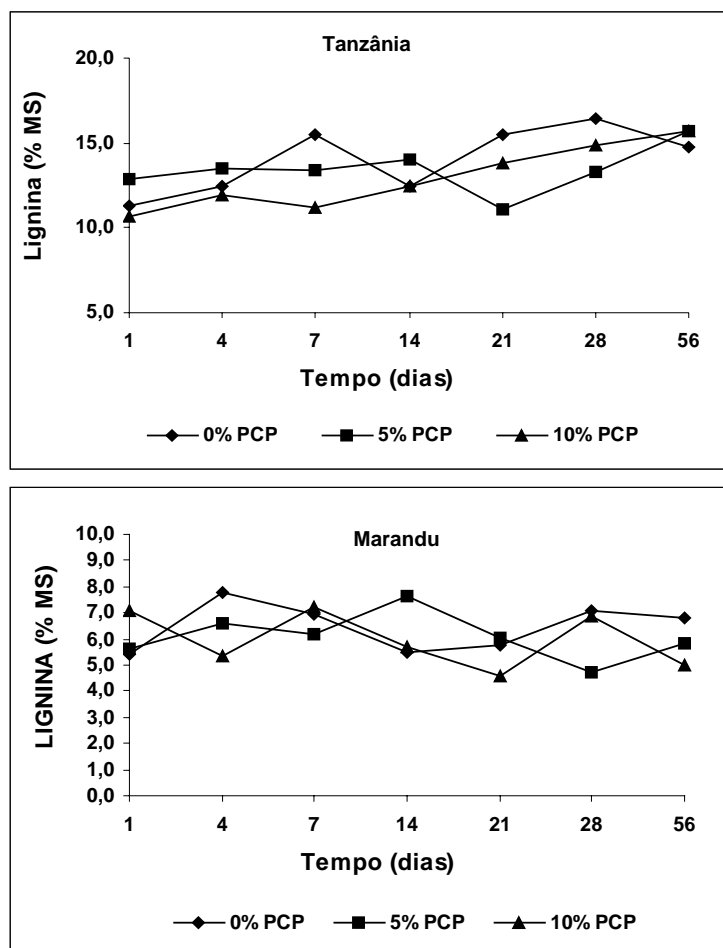 Tanzânia
20,0
15,0
10,0
5,0
Lignina (% MS)
1 4 7 14 21 28 56
Tempo (dias)
0% PCP 5% PCP 10% PCP
Marandu
10,0
9,0
8,0
7,0
6,0
5,0
4,0
3,0
2,0
1,0
0,0
LIGNINA (% MS)
1 4 7 14 21 28 56
Tempo (dias)
0% PCP 5% PCP 10% PCP